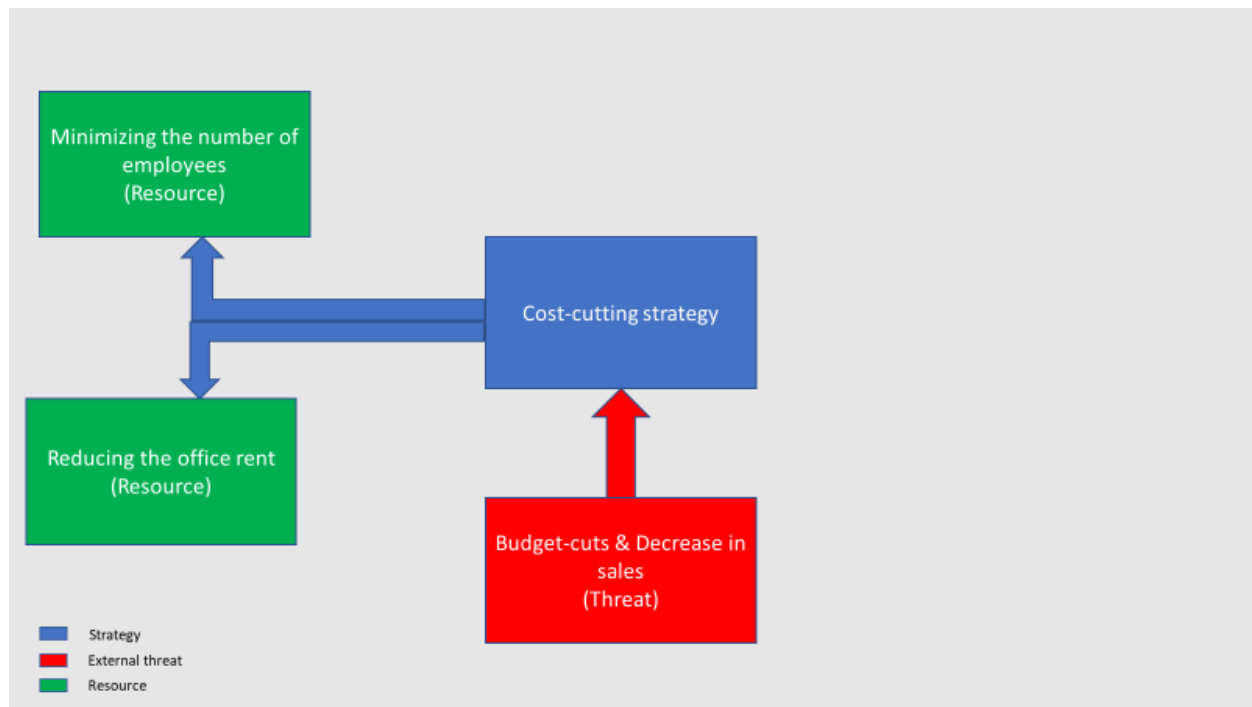 Minimizing the number of
employees
(Resource)
Cost-cutting strategy
Reducing the office rent
(Resource)
Budget-cuts & Decrease in
sales
(Threat)
Strategy
External threat
Resource